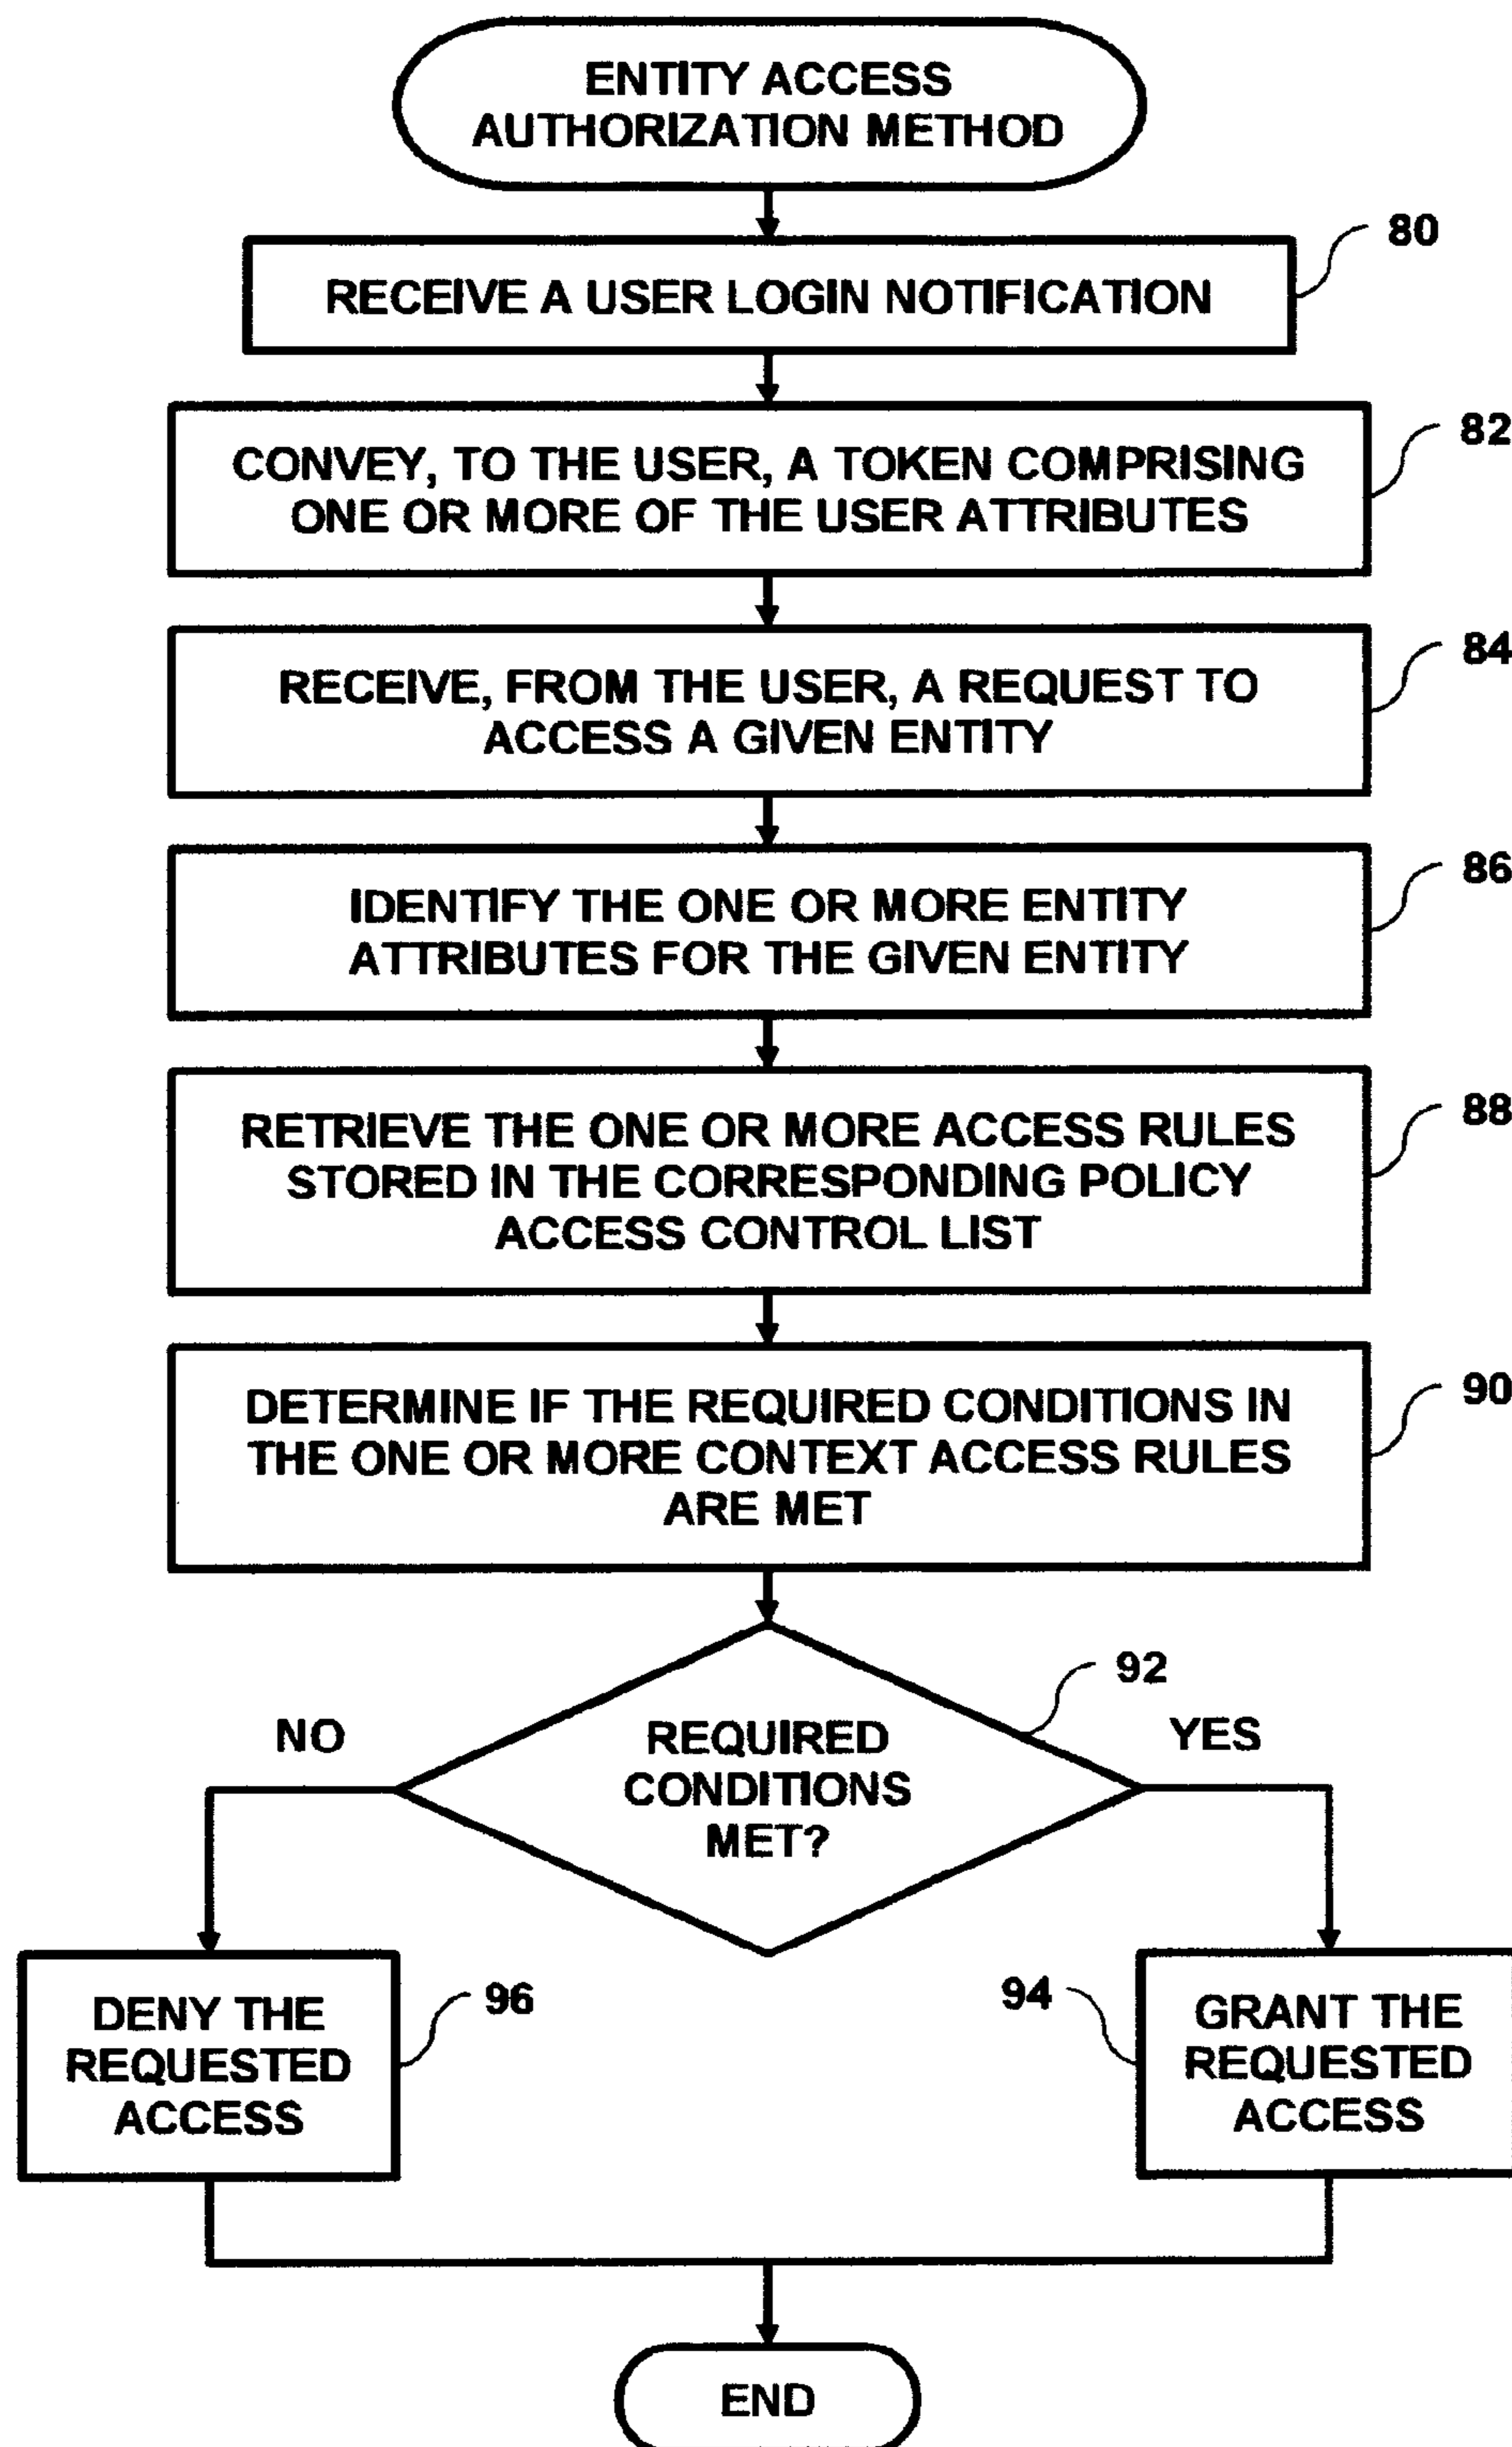 ENTITY ACCESS
AUTHORIZATION METHOD
80
RECEIVE A USER LOGIN NOTIFICATION
82
CONVEY, TO THE USER, A TOKEN COMPRISING
ONE OR MORE OF THE USER ATTRIBUTES
84
RECEIVE, FROM THE USER, A REQUEST TO
ACCESS A GIVEN ENTITY
86
IDENTIFY THE ONE OR MORE ENTITY
ATTRIBUTES FOR THE GIVEN ENTITY
88
RETRIEVE THE ONE OR MORE ACCESS RULES
STORED IN THE CORRESPONDING POLICY
ACCESS CONTROL LIST
90
DETERMINE IF THE REQUIRED CONDITIONS IN
THE ONE OR MORE CONTEXT ACCESS RULES
ARE MET
92
NO
YES
REQUIRED
CONDITIONS
MET?
96
DENY THE
REQUESTED
ACCESS
94
GRANT THE
REQUESTED
ACCESS
END